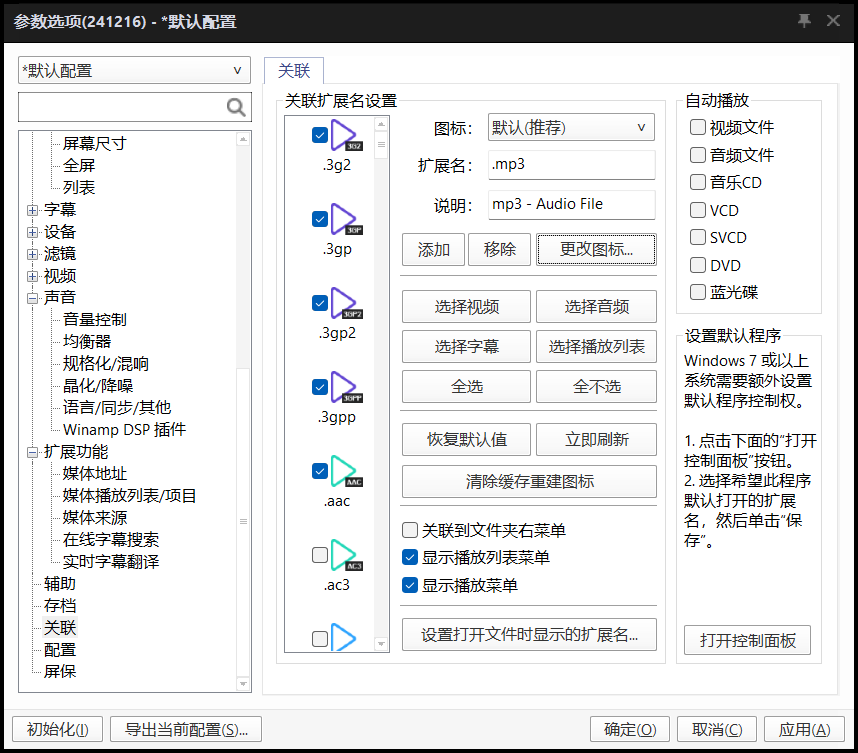 参数选项(241216) - *默认配置
*默认配置
屏幕尺寸
全屏
列表
字幕
设备
滤镜
视频
声音
音量控制
均衡器
规格化/混响
晶化/降噪
语言/同步/其他
Winamp DSP 插件
扩展功能
媒体地址
媒体播放列表/项目
媒体来源
在线字幕搜索
实时字幕翻译
辅助
存档
关联
配置
屏保
关联
关联扩展名设置
3G2
.3g2
3GP
.3gp
3GP2
.3gp2
3GPP
.3gpp
AAC
.aac
AC3
.ac3
图标: 默认(推荐)
扩展名: .mp3
说明: mp3 - Audio File
添加 移除 更改图标...
选择视频 选择音频
选择字幕 选择播放列表
全选 全不选
恢复默认值 立即刷新
清除缓存重建图标
关联到文件夹右菜单
显示播放列表菜单
显示播放菜单
设置打开文件时显示的扩展名...
自动播放
视频文件
音频文件
音乐CD
VCD
SVCD
DVD
蓝光碟
设置默认程序
Windows 7 或以上
系统需要额外设置
默认程序控制权。
1. 点击下面的“打开
控制面板”按钮。
2. 选择希望此程序
默认打开的扩展
名，然后单击“保
存”。
打开控制面板
初始化(I) 导出当前配置(S)... 确定(O) 取消(C) 应用(A)